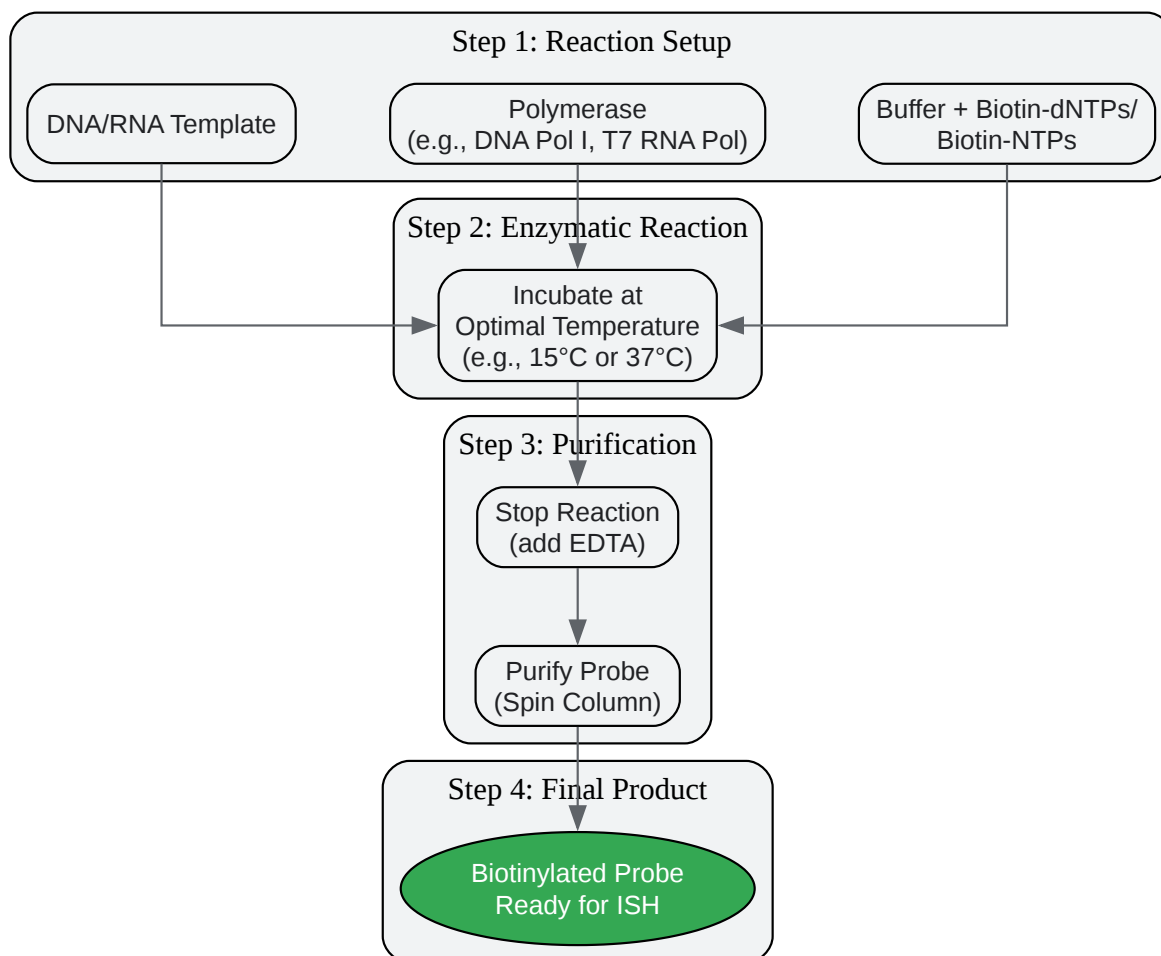 Step 1: Reaction Setup
DNA/RNA Template
Polymerase
(e.g., DNA Pol I, T7 RNA Pol)
Buffer + Biotin-dNTPs/
Biotin-NTPs
Step 2: Enzymatic Reaction
Incubate at
Optimal Temperature
(e.g., 15°C or 37°C)
Step 3: Purification
Stop Reaction
(add EDTA)
Purify Probe
(Spin Column)
Step 4: Final Product
Biotinylated Probe
Ready for ISH